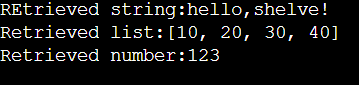 REtrieved string:hello,shelve!
Retrieved list:[10, 20, 30, 40]
Retrieved number:123